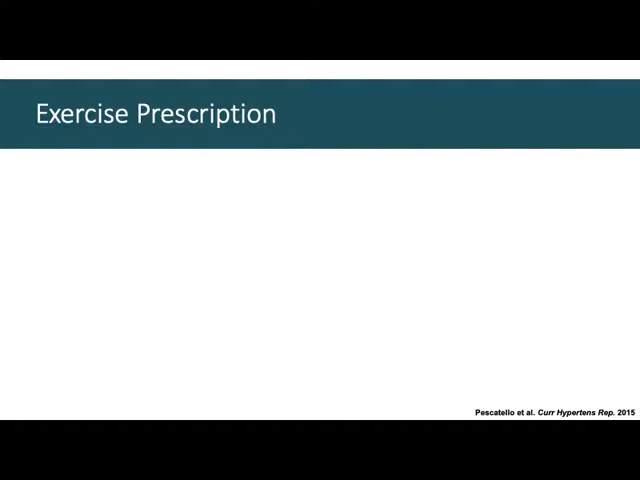 Exercise Prescription
Pescatello et al. Curr Hypertens Rep. 2015